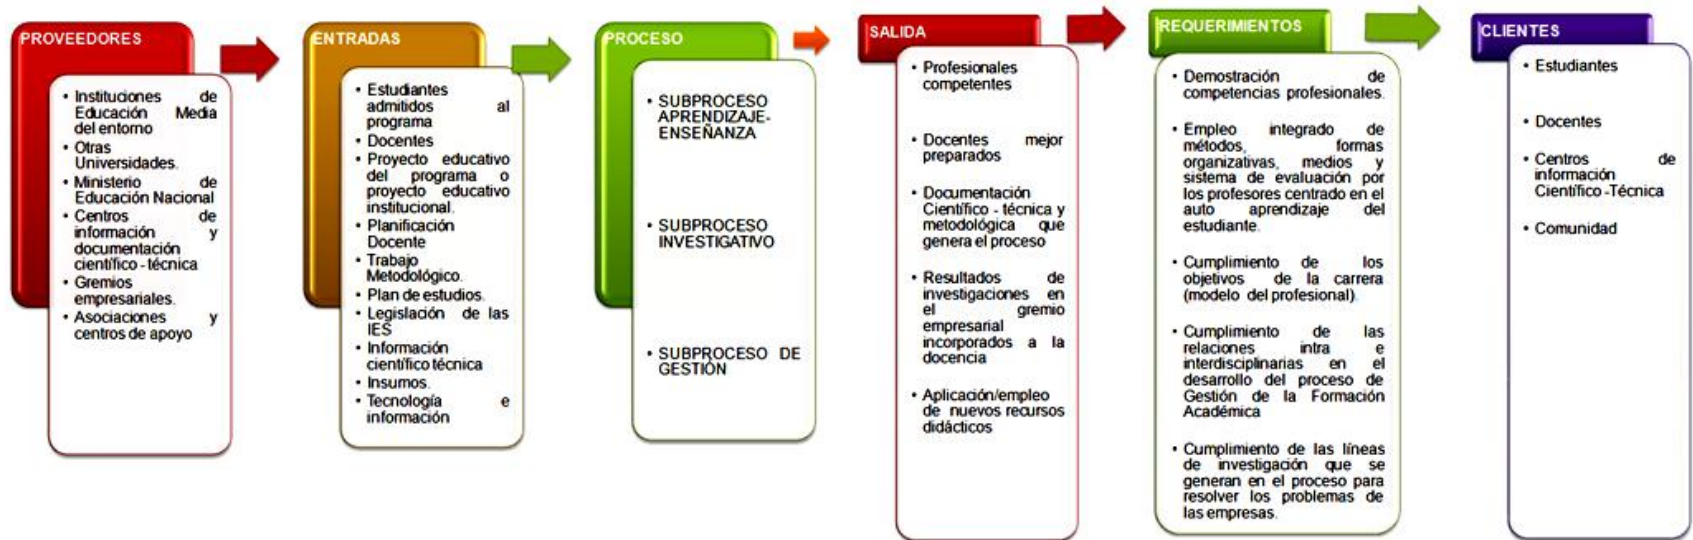 PROVEEDORES
• Instituciones de
Educación Media
del entorno
• Otras
Universidades.
• Ministerio de
Educación Nacional
• Centros de
información y
documentación
científico - técnica
• Gremios
empresariales.
• Asociaciones y
centros de apoyo
ENTRADAS
• Estudiantes
admitidos al
programa
• Docentes
• Proyecto educativo
del programa o
proyecto educativo
institucional.
• Planificación
Docente
• Trabajo
Metodológico.
• Plan de estudios.
• Legislación de las
IES
• Información
científico técnica
• Insumos.
• Tecnología e
información
PROCESO
• SUBPROCESO
APRENDIZAJE-
ENSEÑANZA
• SUBPROCESO
INVESTIGATIVO
• SUBPROCESO DE
GESTIÓN
SALIDA
• Profesionales
competentes
• Docentes mejor
preparados
• Documentación
Científico - técnica y
metodológica que
genera el proceso
• Resultados de
investigaciones en
el gremio
empresarial
incorporados a la
docencia
• Aplicación/empleo
de nuevos recursos
didácticos
REQUERIMIENTOS
• Demostración de
competencias profesionales.
• Empleo integrado de
métodos, formas
organizativas, medios y
sistema de evaluación por
los profesores centrado en el
auto aprendizaje del
estudiante.
• Cumplimiento de los
objetivos de la carrera
(modelo del profesional).
• Cumplimiento de las
relaciones intra e
interdisciplinarias en el
desarrollo del proceso de
Gestión de la Formación
Académica
• Cumplimiento de las líneas
de investigación que se
generan en el proceso para
resolver los problemas de
las empresas.
CLIENTES
• Estudiantes
• Docentes
• Centros de
información
Científico -Técnica
• Comunidad